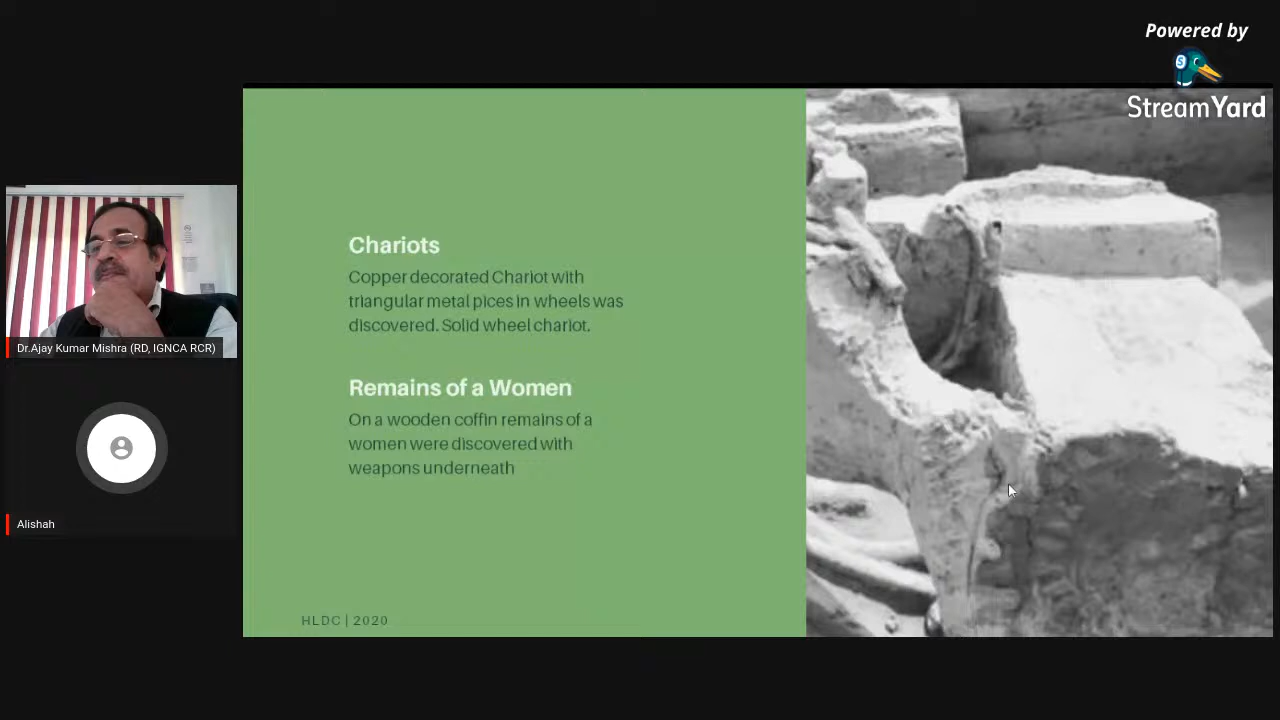 Powered by
StreamYard
Chariots
Copper decorated Chariot with
triangular metal pices in wheels was
discovered. Solid wheel chariot.
Remains of a Women
On a wooden coffin remains of a
women were discovered with
weapons underneath
HLDC | 2020
Dr.Ajay Kumar Mishra (RD, IGNCA RCR)
Alishah